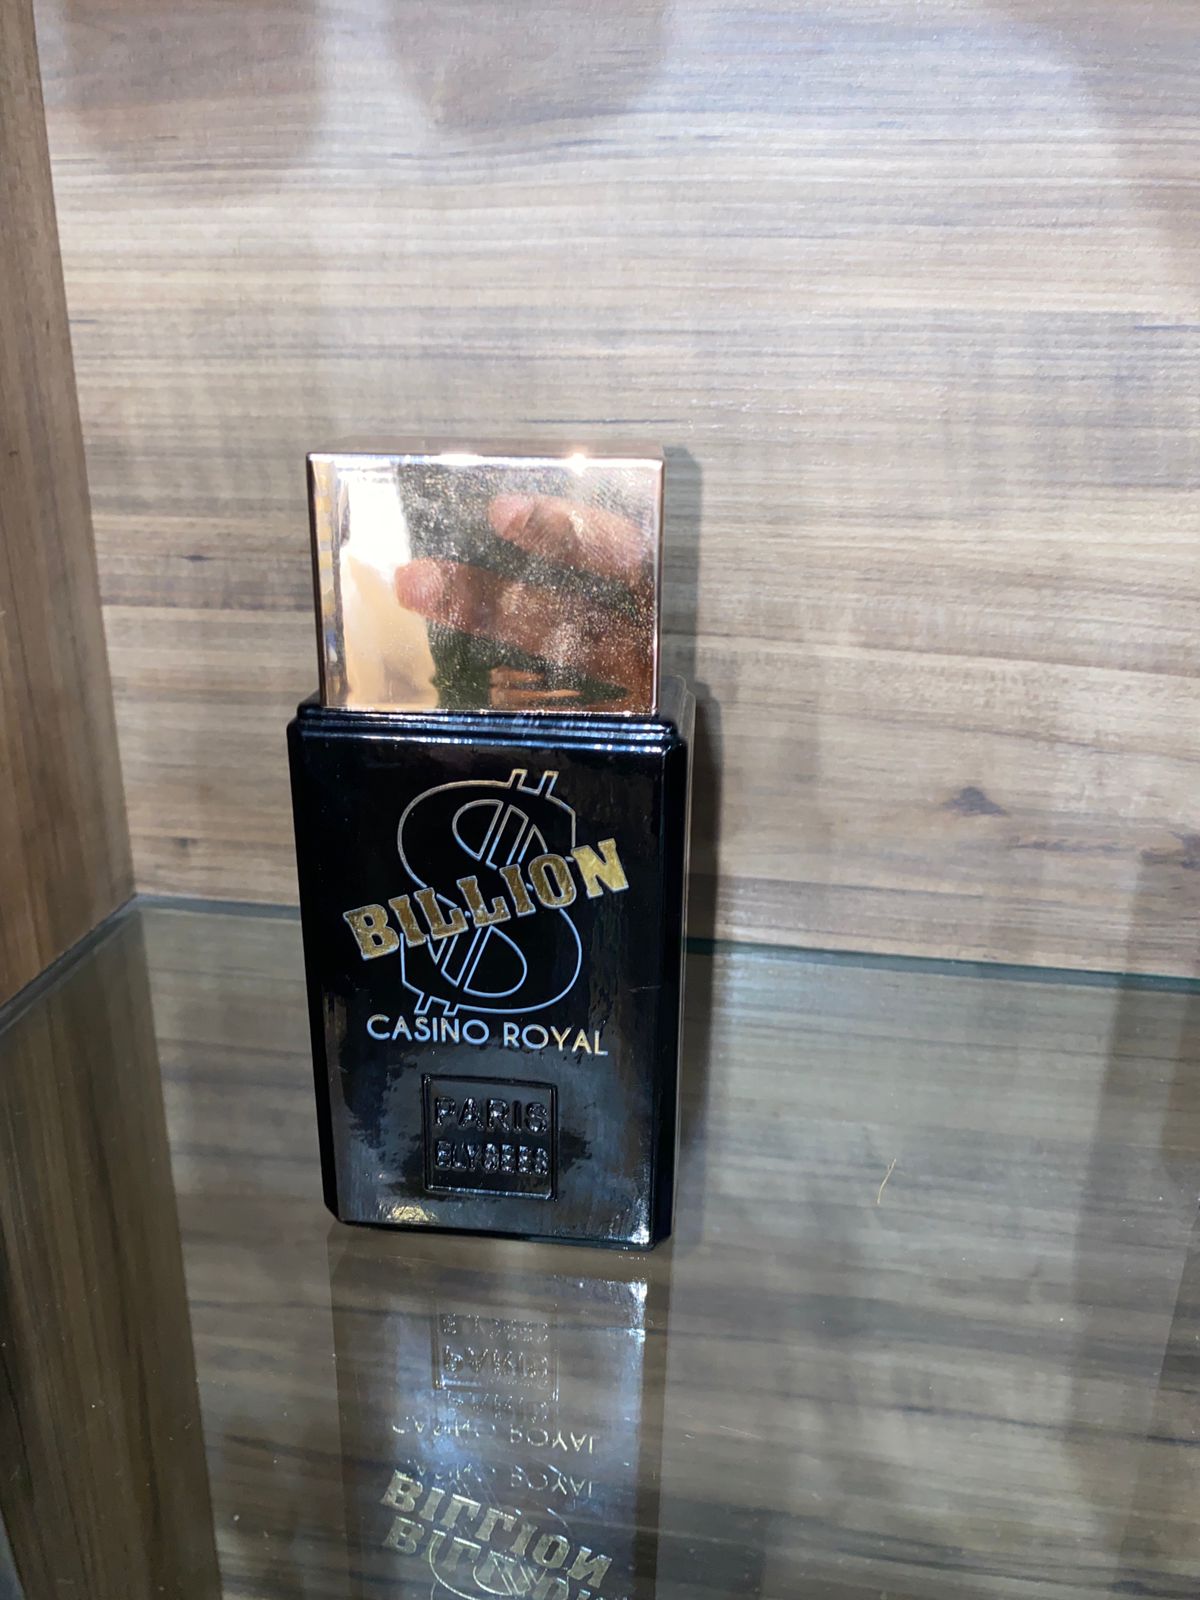 $
BILLION
CASINO ROYAL
PARIS
ELYSEES